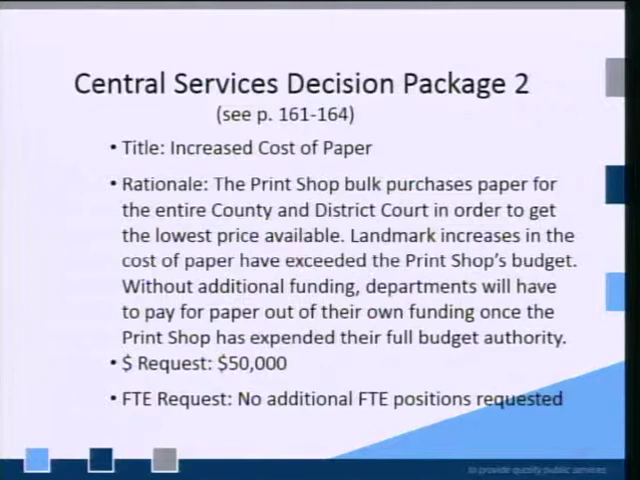 Central Services Decision Package 2
(see p. 161-164)
• Title: Increased Cost of Paper
• Rationale: The Print Shop bulk purchases paper for
the entire County and District Court in order to get
the lowest price available. Landmark increases in the
cost of paper have exceeded the Print Shop's budget.
Without additional funding, departments will have
to pay for paper out of their own funding once the
Print Shop has expended their full budget authority.
• $ Request: $50,000
• FTE Request: No additional FTE positions requested
to provide quality public services